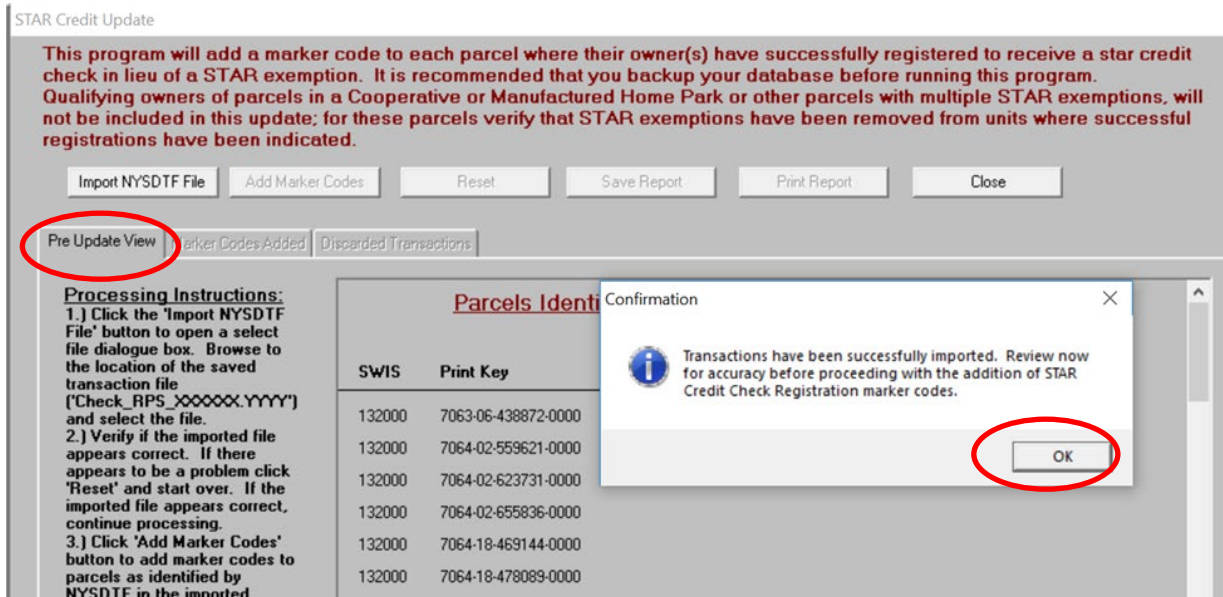 STAR Credit Update
This program will add a marker code to each parcel where their owner(s) have successfully registered to receive a star credit
check in lieu of a STAR exemption. It is recommended that you backup your database before running this program.
Qualifying owners of parcels in a Cooperative or Manufactured Home Park or other parcels with multiple STAR exemptions, will
not be included in this update; for these parcels verify that STAR exemptions have been removed from units where successful
registrations have been indicated.
Import NYSDTF File Add Marker Codes Reset Save Report Print Report Close
Pre Update View Marker Codes Added Discarded Transactions
Processing Instructions:
1.) Click the 'Import NYSDTF
File' button to open a select
file dialogue box. Browse to
the location of the saved
transaction file
('Check_RPS_XXXXXX.YYYY')
and select the file.
2.) Verify if the imported file
appears correct. If there
appears to be a problem click
'Reset' and start over. If the
imported file appears correct,
continue processing.
3.) Click 'Add Marker Codes'
button to add marker codes to
parcels as identified by
NYSDTF in the imported
Parcels Identi
SWIS Print Key
132000 7063-06-438872-0000
132000 7064-02-559621-0000
132000 7064-02-623731-0000
132000 7064-02-655836-0000
132000 7064-18-469144-0000
132000 7064-18-478089-0000
Confirmation
Transactions have been successfully imported. Review now
for accuracy before proceeding with the addition of STAR
Credit Check Registration marker codes.
OK